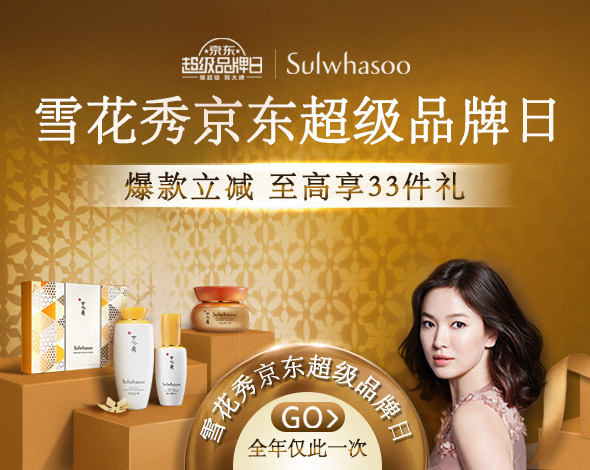 京东
超级品牌日
Sulwhasoo
雪花秀京东超级品牌日
爆款立减 至高享33件礼
Sulwhasoo
Sulwhasoo
Sulwhasoo
雪花秀京东超级品牌日
GO>
全年仅此一次